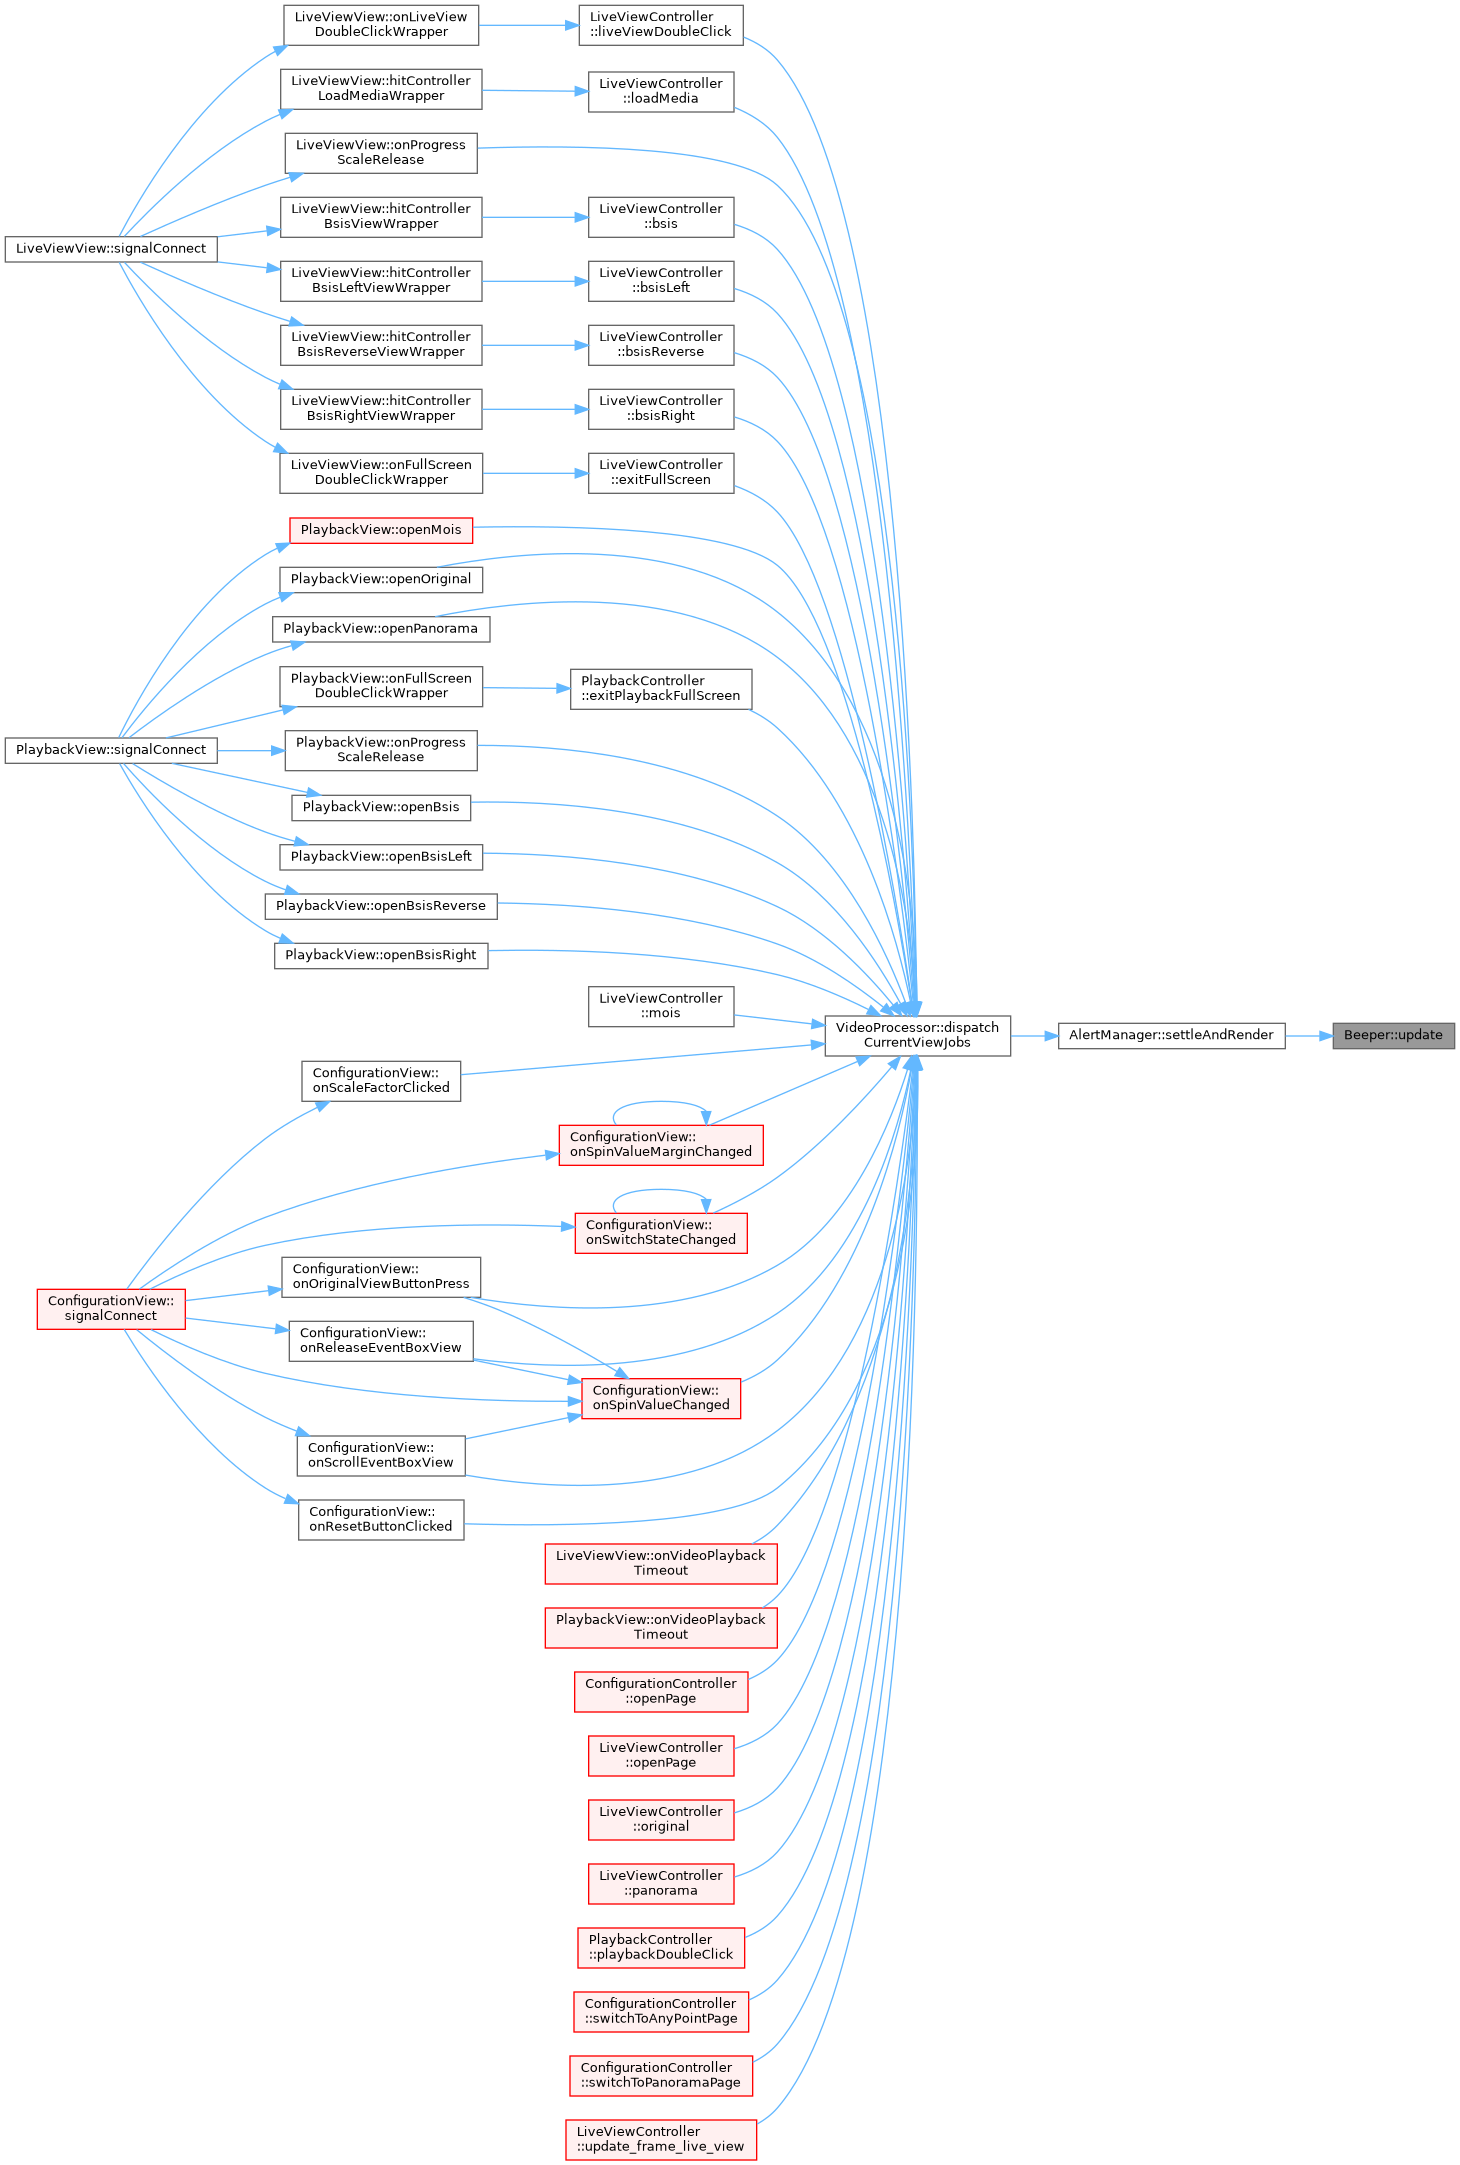 LiveViewView::onLiveView
DoubleClickWrapper
LiveViewController
::liveViewDoubleClick
LiveViewView::hitController
LoadMediaWrapper
LiveViewController
::loadMedia
LiveViewView::onProgress
ScaleRelease
LiveViewView::hitController
BsisViewWrapper
LiveViewController
::bsis
LiveViewView::signalConnect
LiveViewView::hitController
BsisLeftViewWrapper
LiveViewController
::bsisLeft
LiveViewView::hitController
BsisReverseViewWrapper
LiveViewController
::bsisReverse
LiveViewView::hitController
BsisRightViewWrapper
LiveViewController
::bsisRight
LiveViewView::onFullScreen
DoubleClickWrapper
LiveViewController
::exitFullScreen
PlaybackView::openMois
PlaybackView::openOriginal
PlaybackView::openPanorama
PlaybackView::onFullScreen
DoubleClickWrapper
PlaybackController
::exitPlaybackFullScreen
PlaybackView::signalConnect
PlaybackView::onProgress
ScaleRelease
PlaybackView::openBsis
PlaybackView::openBsisLeft
PlaybackView::openBsisReverse
PlaybackView::openBsisRight
LiveViewController
::mois
VideoProcessor::dispatch
CurrentViewJobs
AlertManager::settleAndRender
Beeper::update
ConfigurationView::
onScaleFactorClicked
ConfigurationView::
onSpinValueMarginChanged
ConfigurationView::
onSwitchStateChanged
ConfigurationView::
onOriginalViewButtonPress
ConfigurationView::
signalConnect
ConfigurationView::
onReleaseEventBoxView
ConfigurationView::
onSpinValueChanged
ConfigurationView::
onScrollEventBoxView
ConfigurationView::
onResetButtonClicked
LiveViewView::onVideoPlayback
Timeout
PlaybackView::onVideoPlayback
Timeout
ConfigurationController
::openPage
LiveViewController
::openPage
LiveViewController
::original
LiveViewController
::panorama
PlaybackController
::playbackDoubleClick
ConfigurationController
::switchToAnyPointPage
ConfigurationController
::switchToPanoramaPage
LiveViewController
::update_frame_live_view